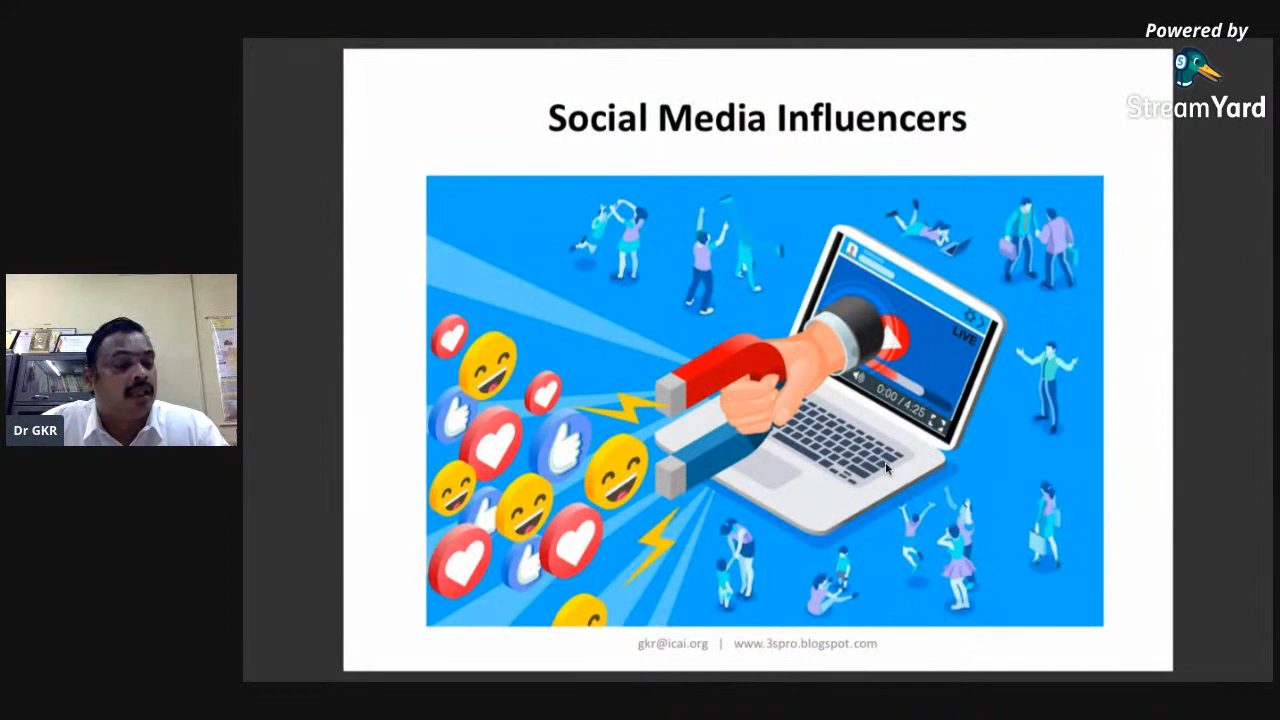 Powered by
StreamYard
Social Media Influencers
LIVE
0:00 / 4:25
Dr GKR
gkr@icai.org | www.3spro.blogspot.com